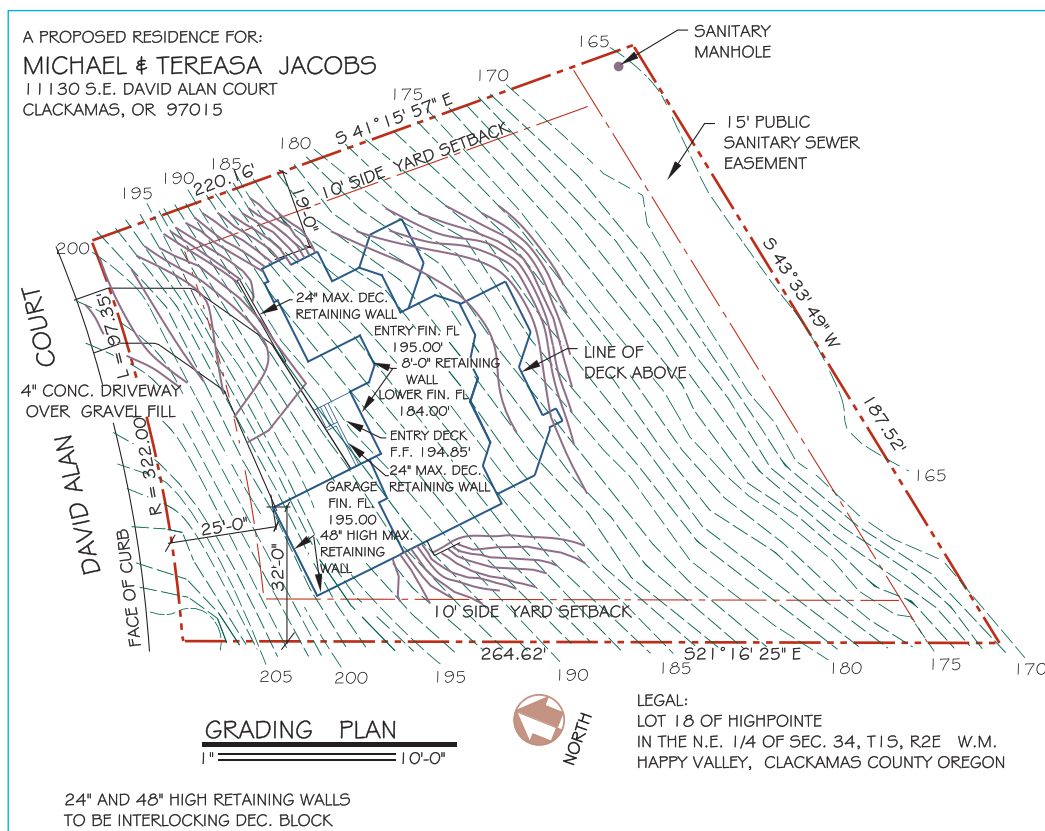 A PROPOSED RESIDENCE FOR:
MICHAEL & TEREASA JACOBS
11130 S.E. DAVID ALAN COURT
CLACKAMAS, OR 97015
SANITARY
MANHOLE
15' PUBLIC
SANITARY SEWER
EASEMENT
165
170
175
180
185
190
195
200
S 41°15' 57" E
220.16'
10' SIDE YARD SETBACK
19'-0"
S 43°33' 49" W
187.52'
165
24" MAX. DEC.
RETAINING WALL
ENTRY FIN. FL
195.00'
8'-0" RETAINING
WALL
LOWER FIN. FL
184.00'
LINE OF
DECK ABOVE
ENTRY DECK
F.F. 194.85'
24" MAX. DEC.
RETAINING WALL
GARAGE
FIN. FL.
195.00
48" HIGH MAX.
RETAINING
WALL
L = 97.35'
R = 322.00'
4" CONC. DRIVEWAY
OVER GRAVEL FILL
DAVID ALAN COURT
FACE OF CURB
25'-0"
32'-0"
10' SIDE YARD SETBACK
264.62'
S21° 16' 25" E
205
200
195
190
185
180
175
170
GRADING PLAN
1" 10'-0"
NORTH
LEGAL:
LOT 18 OF HIGHPOINTE
IN THE N.E. 1/4 OF SEC. 34, T1S, R2E W.M.
HAPPY VALLEY, CLACKAMAS COUNTY OREGON
24" AND 48" HIGH RETAINING WALLS
TO BE INTERLOCKING DEC. BLOCK